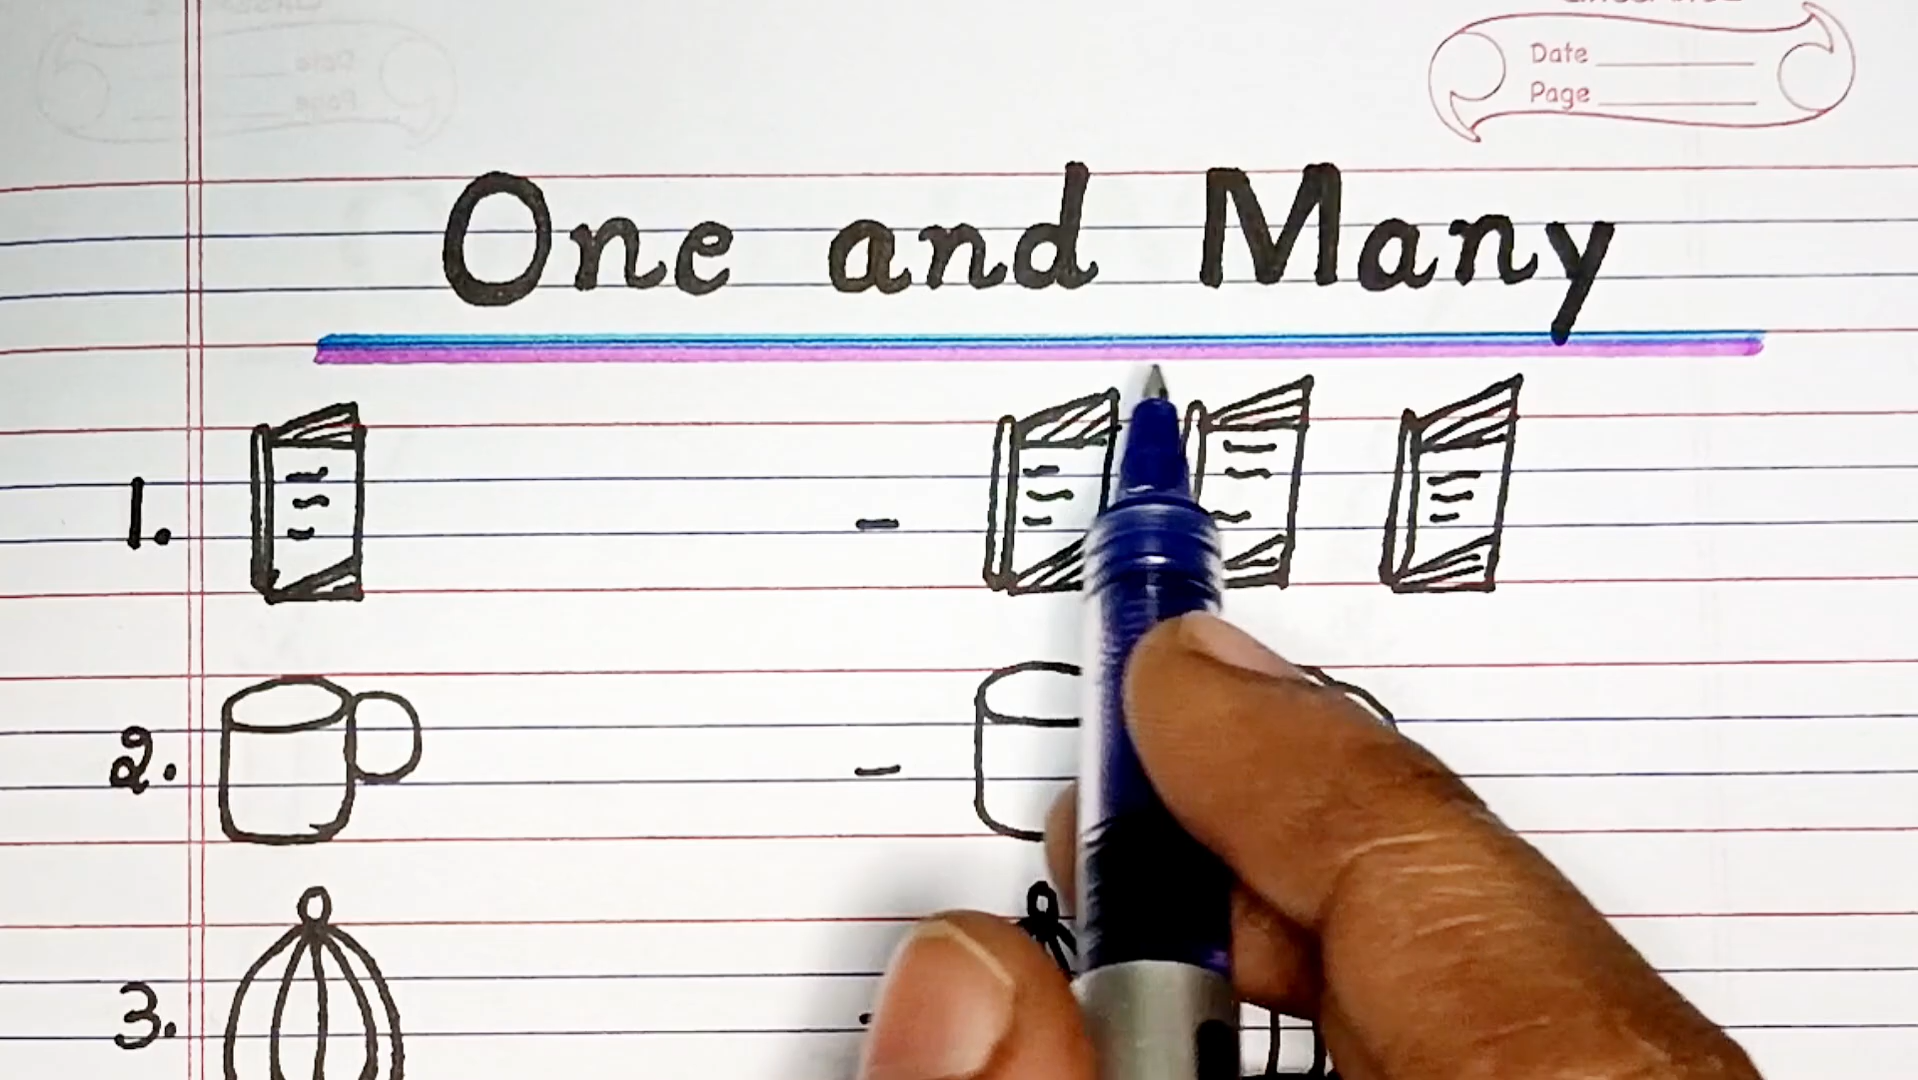 Date
Page
One and Many
1. -
2. -
3. -